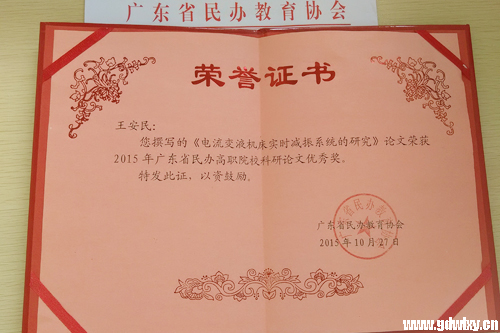 广东省民办教育协会
荣誉证书
王安民:
您撰写的《电流变液机床实时减振系统的研究》论文荣获
2015年广东省民办高职院校科研论文优秀奖。
特发此证，以资鼓励。
广东省民办教育协会
2015年10月27日
www.gdwlxy.cn